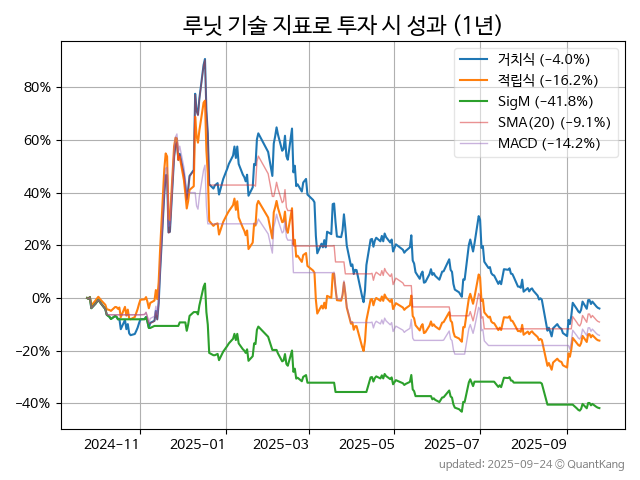 루닛 기술 지표로 투자 시 성과 (1년)
거치식 (−4.0%)
적립식 (−16.2%)
SigM (−41.8%)
SMA(20) (−9.1%)
MACD (−14.2%)
80%
60%
40%
20%
0%
−20%
−40%
2024−11 2025−01 2025−03 2025−05 2025−07 2025−09
updated: 2025-09-24 © QuantKang